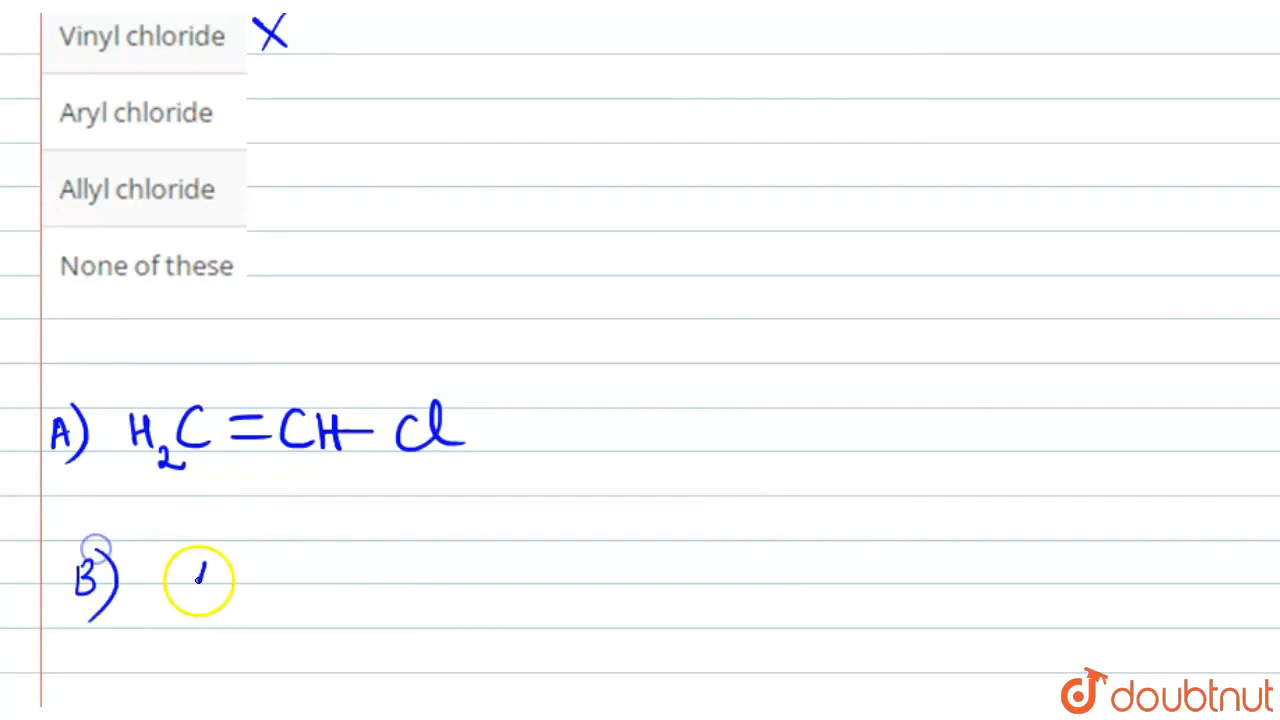 Vinyl chloride X
Aryl chloride
Allyl chloride
None of these
A) H₂C=CH-Cl
B)
doubtnut